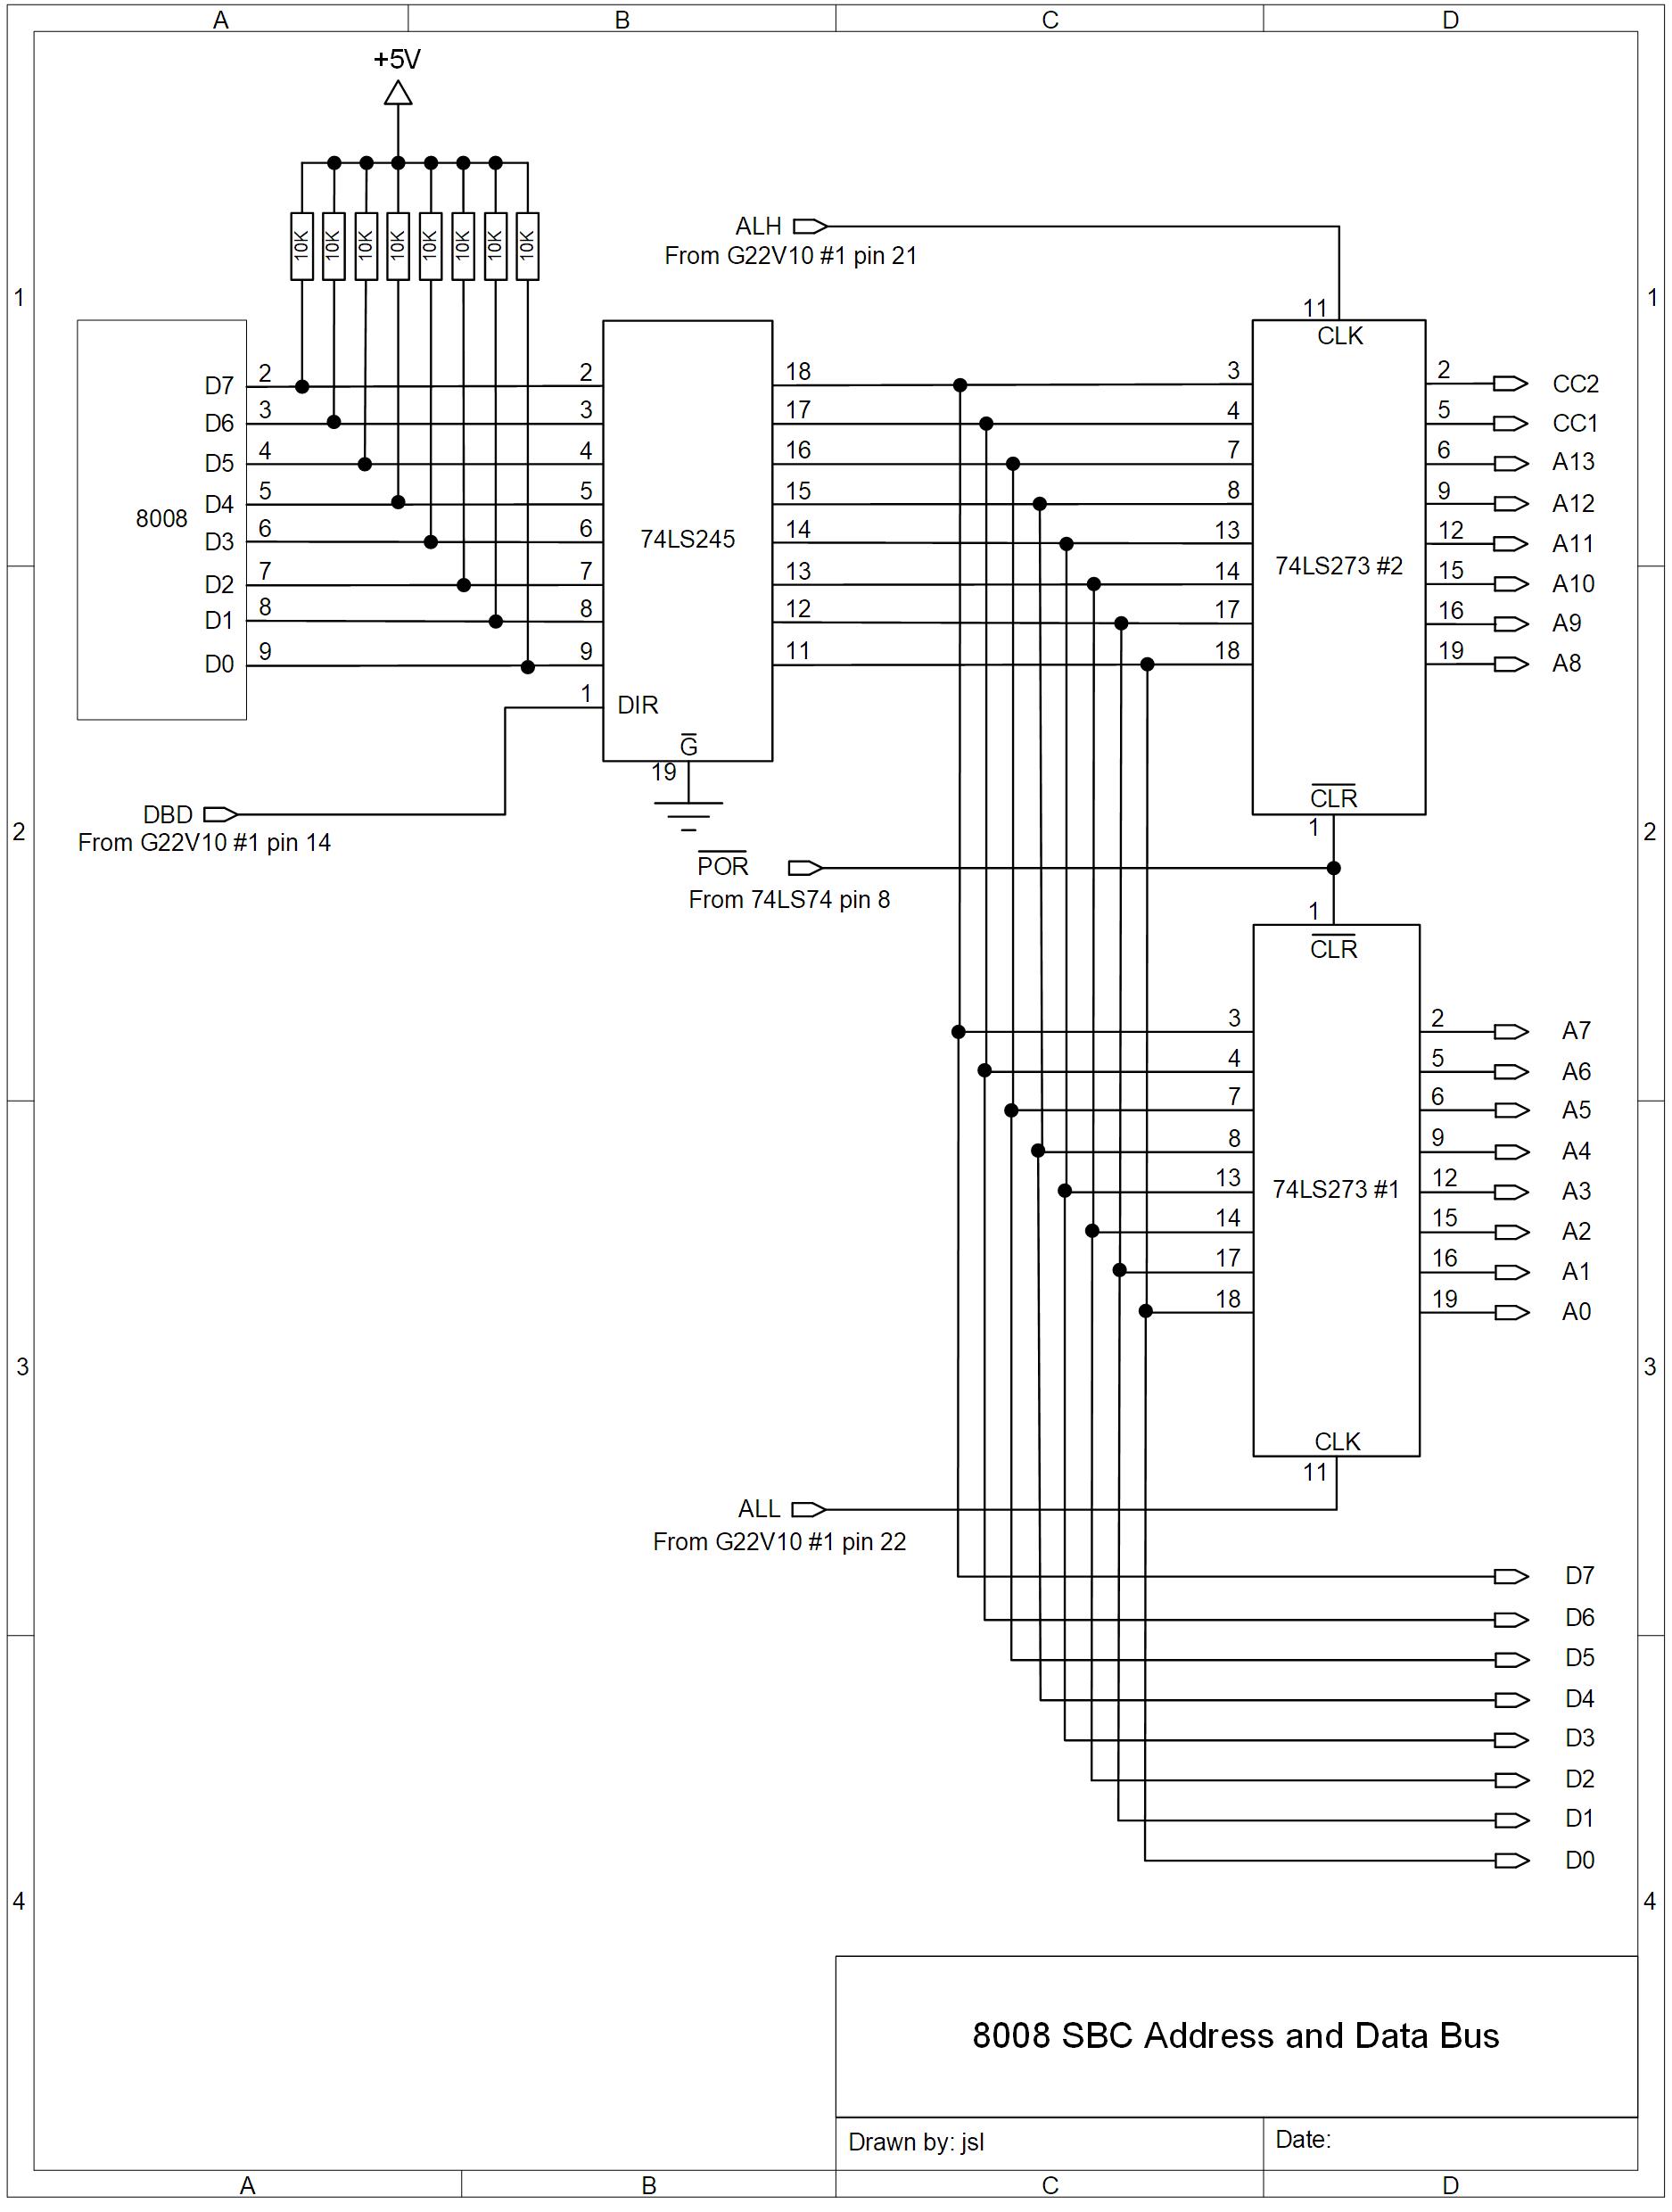 A B C D
+5V
10K 10K 10K 10K 10K 10K 10K 10K
ALH
From G22V10 #1 pin 21
1 1
11
CLK
D7 2 2 18 3 2 CC2
D6 3 3 17 4 5 CC1
D5 4 4 16 7 6 A13
D4 5 5 15 8 9 A12
8008 74LS245
D3 6 6 14 13 12 A11
74LS273 #2
D2 7 7 13 14 15 A10
D1 8 8 12 17 16 A9
D0 9 9 11 18 19 A8
1 DIR
G
19
CLR
DBD
From G22V10 #1 pin 14
2 2
1
POR
From 74LS74 pin 8
1
CLR
3 2 A7
4 5 A6
7 6 A5
8 9 A4
13 74LS273 #1 12 A3
14 15 A2
17 16 A1
18 19 A0
3 3
CLK
11
ALL
From G22V10 #1 pin 22
D7
D6
D5
D4
D3
D2
D1
D0
4 4
8008 SBC Address and Data Bus
Drawn by: jsl Date:
A B C D